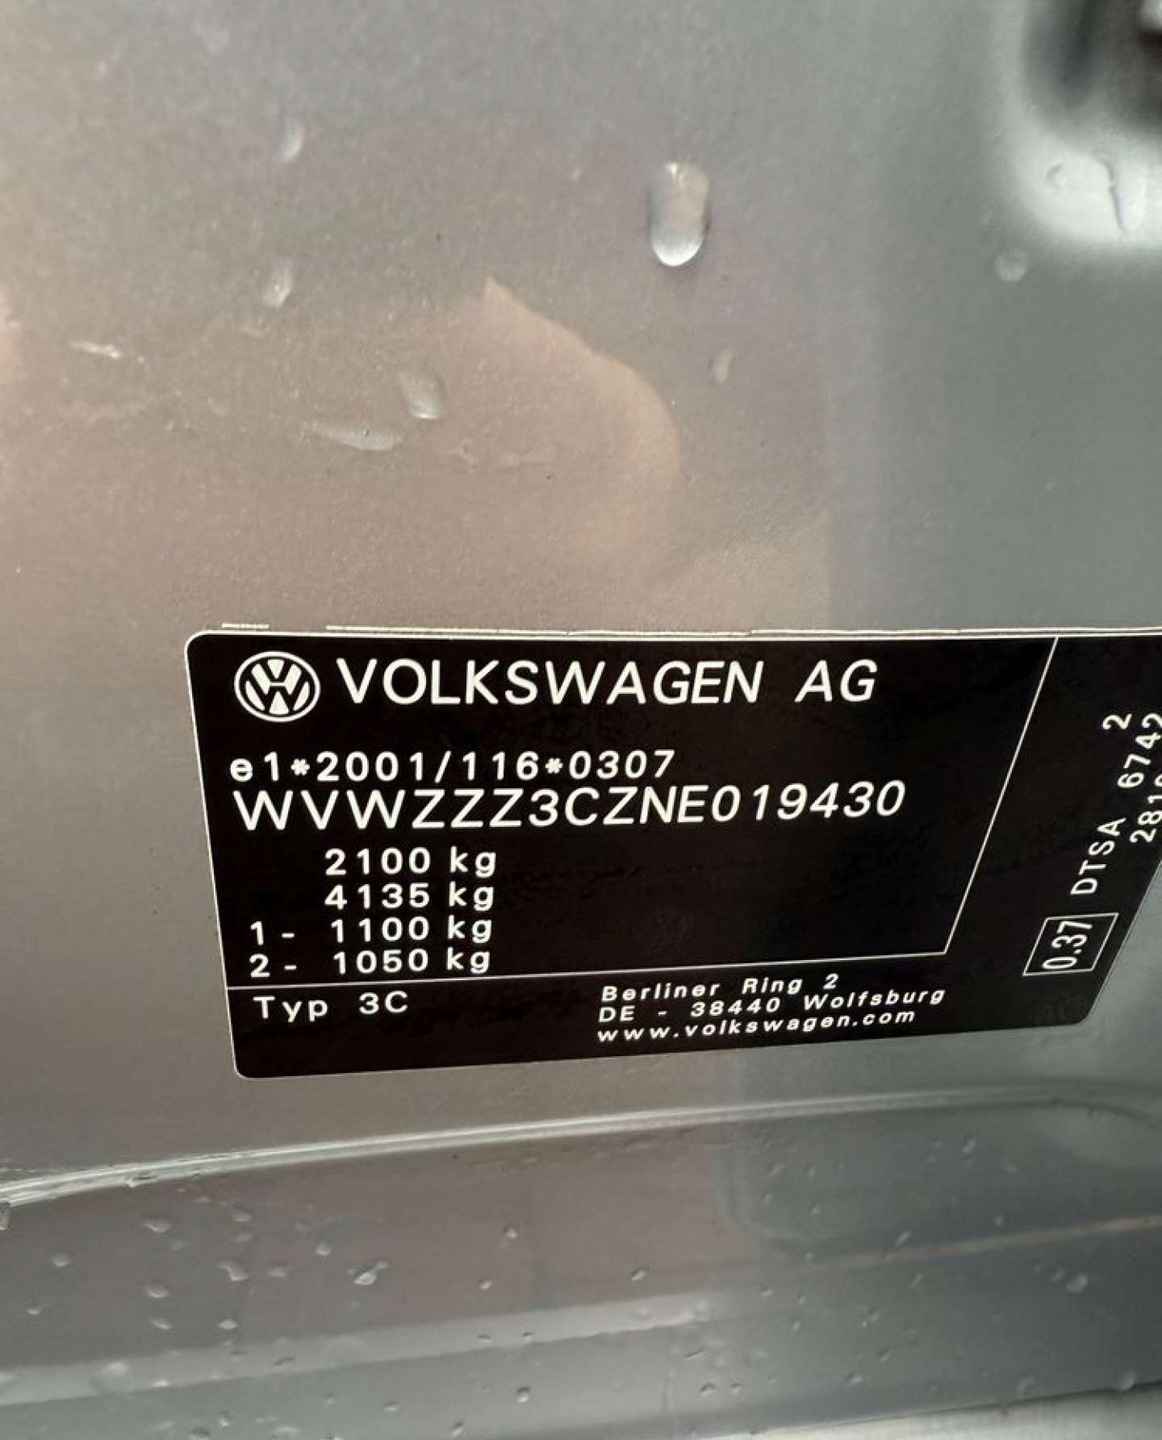 VOLKSWAGEN AG
e1*2001/116*0307
WVWZZZ3CZNE019430
2100 kg
4135 kg
1 - 1100 kg
2 - 1050 kg
Typ 3C
Berliner Ring 2
DE - 38440 Wolfsburg
www.volkswagen.com
2
DTSA 6742
0.37